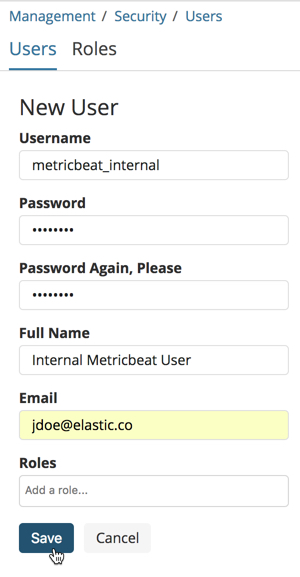 Management / Security / Users
Users Roles
New User
Username
metricbeat_internal
Password
••••••••
Password Again, Please
••••••••
Full Name
Internal Metricbeat User
Email
jdoe@elastic.co
Roles
Add a role...
Save Cancel